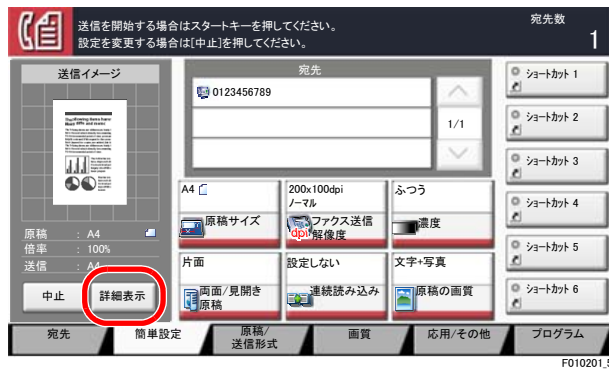 送信を開始する場合はスタートキーを押してください。
設定を変更する場合は[中止]を押してください。
宛先数
1
送信イメージ
原稿 : A4
倍率 : 100%
送信 : A4
中止
詳細表示
宛先
0123456789
1/1
A4
原稿サイズ
200x100dpi
ノーマル
dpi
ファクス送信
解像度
ふつう
濃度
片面
両面/見開き
原稿
設定しない
連続読み込み
文字+写真
原稿の画質
ショートカット 1
ショートカット 2
ショートカット 3
ショートカット 4
ショートカット 5
ショートカット 6
宛先
簡単設定
原稿/
送信形式
画質
応用/その他
プログラム